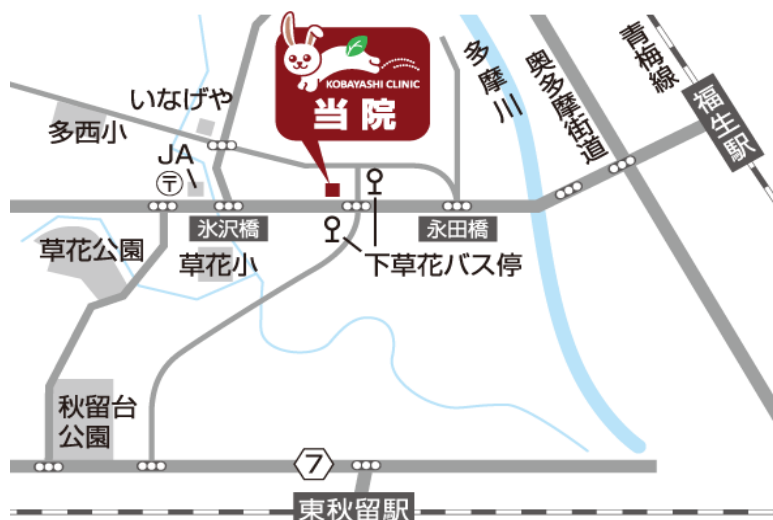 KOBAYASHI CLINIC
当院
いなげや
多西小
JA
〒
多摩川
奥多摩街道
青梅線
福生駅
氷沢橋
永田橋
草花公園
草花小
下草花バス停
秋留台
公園
7
東秋留駅